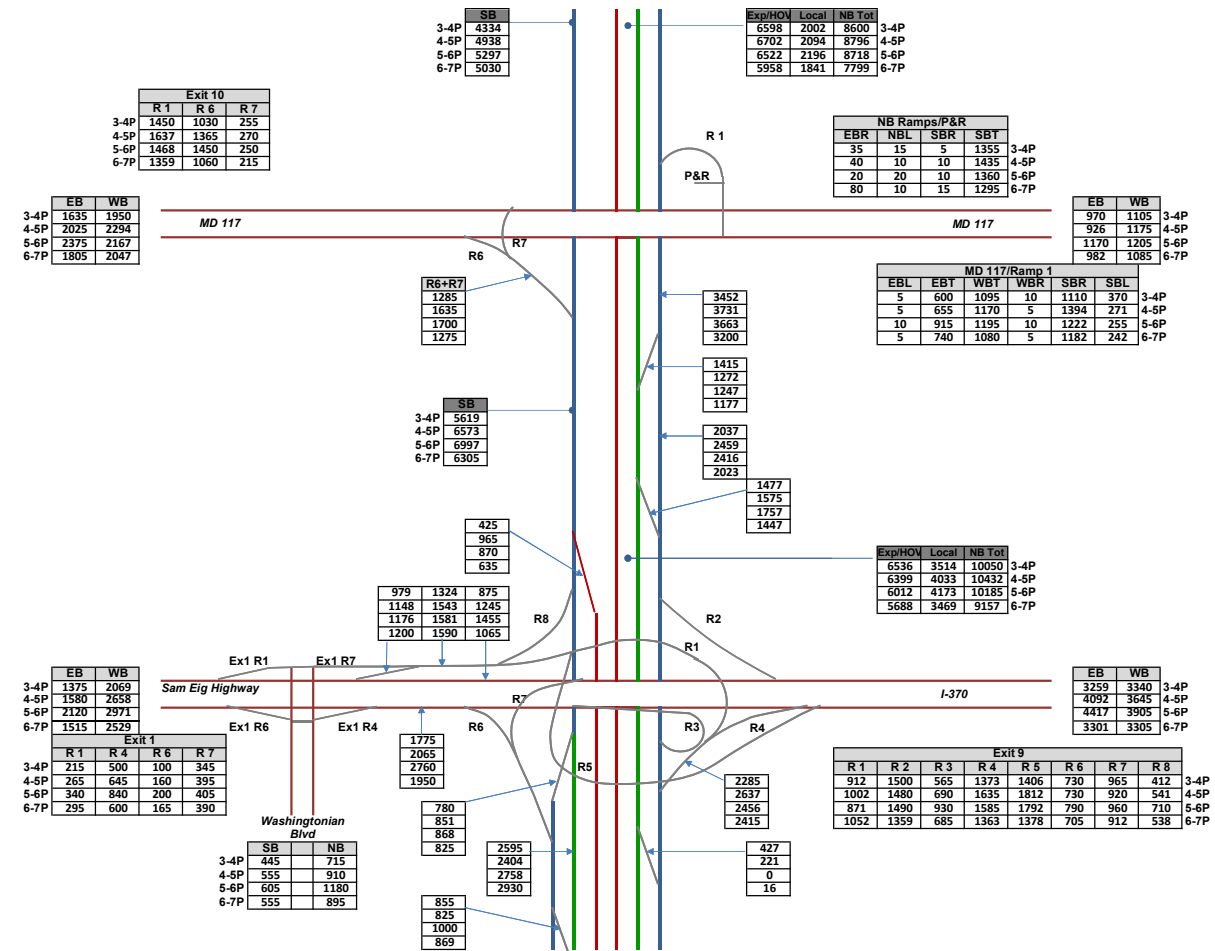 SB
3-4P 4334
4-5P 4938
5-6P 5297
6-7P 5030
Exp/HOV Local NB Tot
6598 2002 8600 3-4P
6702 2094 8796 4-5P
6522 2196 8718 5-6P
5958 1841 7799 6-7P
Exit 10
R 1 R 6 R 7
3-4P 1450 1030 255
4-5P 1637 1365 270
5-6P 1468 1450 250
6-7P 1359 1060 215
R 1
P&R
NB Ramps/P&R
EBR NBL SBR SBT
35 15 5 1355 3-4P
40 10 10 1435 4-5P
20 20 10 1360 5-6P
80 10 15 1295 6-7P
EB WB
3-4P 1635 1950
4-5P 2025 2294
5-6P 2375 2167
6-7P 1805 2047
MD 117
MD 117
EB WB
970 1105 3-4P
926 1175 4-5P
1170 1205 5-6P
982 1085 6-7P
R7
R6
MD 117/Ramp 1
EBL EBT WBT WBR SBR SBL
5 600 1095 10 1110 370 3-4P
5 655 1170 5 1394 271 4-5P
10 915 1195 10 1222 255 5-6P
5 740 1080 5 1182 242 6-7P
R6+R7
1285
1635
1700
1275
3452
3731
3663
3200
1415
1272
1247
1177
SB
3-4P 5619
4-5P 6573
5-6P 6997
6-7P 6305
2037
2459
2416
2023
1477
1575
1757
1447
425
965
870
635
Exp/HOV Local NB Tot
6536 3514 10050 3-4P
6399 4033 10432 4-5P
6012 4173 10185 5-6P
5688 3469 9157 6-7P
979 1324 875
1148 1543 1245
1176 1581 1455
1200 1590 1065
R8
R2
R1
Ex1 R1
Ex1 R7
EB WB
3-4P 1375 2069
4-5P 1580 2658
5-6P 2120 2971
6-7P 1515 2529
Sam Eig Highway
I-370
EB WB
3259 3340 3-4P
4092 3645 4-5P
4417 3905 5-6P
3301 3305 6-7P
R7
Ex1 R6
Ex1 R4
R6
R3
R4
R5
Exit 1
R 1 R 4 R 6 R 7
3-4P 215 500 100 345
4-5P 265 645 160 395
5-6P 340 840 200 405
6-7P 295 600 165 390
1775
2065
2760
1950
Exit 9
R 1 R 2 R 3 R 4 R 5 R 6 R 7 R 8
912 1500 565 1373 1406 730 965 412 3-4P
1002 1480 690 1635 1812 730 920 541 4-5P
871 1490 930 1585 1792 790 960 710 5-6P
1052 1359 685 1363 1378 705 912 538 6-7P
2285
2637
2456
2415
780
851
868
825
Washingtonian
Blvd
SB NB
3-4P 445 715
4-5P 555 910
5-6P 605 1180
6-7P 555 895
2595
2404
2758
2930
427
221
0
16
855
825
1000
869